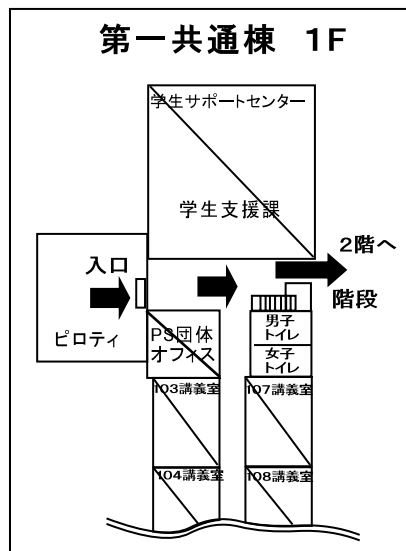 第一共通棟 1F
学生サポートセンター
学生支援課
2階へ
入口
階段
ピロティ
PS団体
オフィス
男子
トイレ
女子
トイレ
103講義室
107講義室
104講義室
108講義室